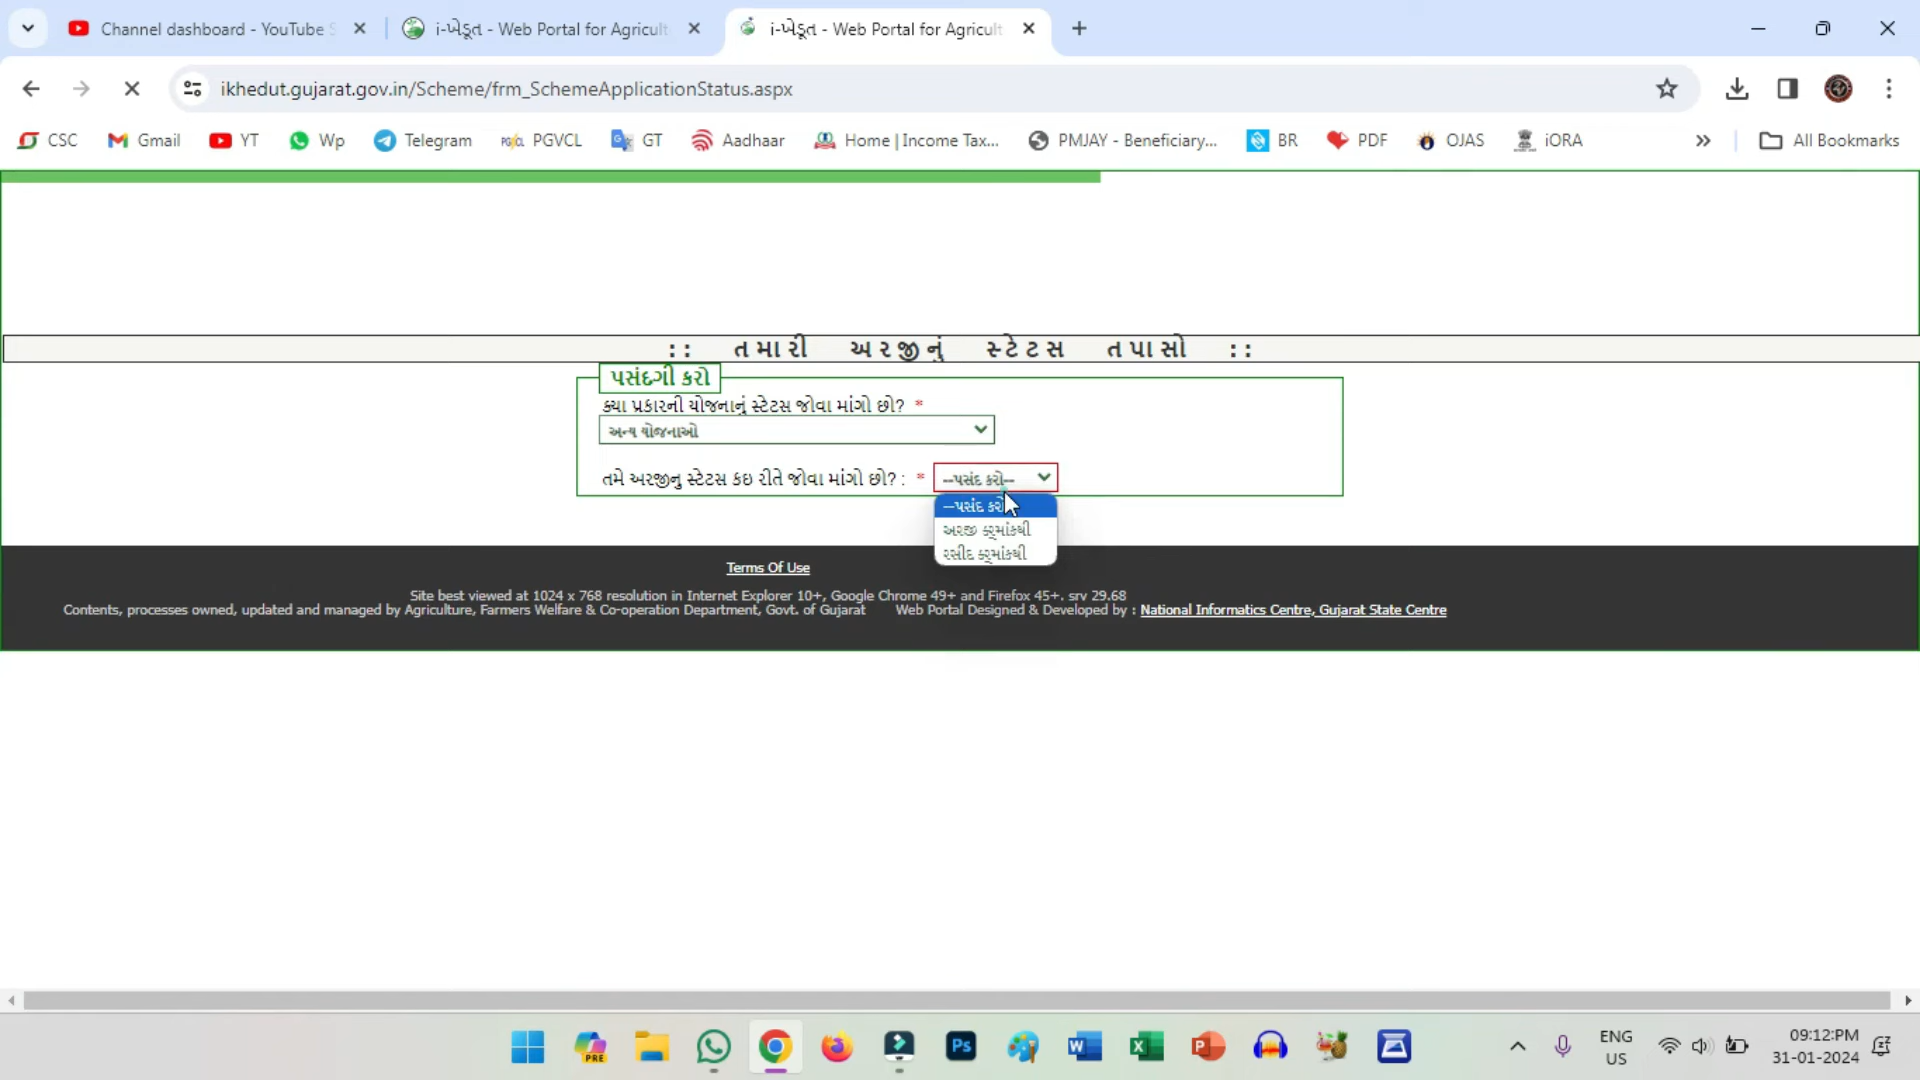 Channel dashboard - YouTube S
i-ખેડૂત - Web Portal for Agricult
i-ખેડૂત - Web Portal for Agricult
ikhedut.gujarat.gov.in/Scheme/frm_SchemeApplicationStatus.aspx
CSC Gmail YT Wp Telegram PGVCL GT Aadhaar Home | Income Tax... PMJAY - Beneficiary... BR PDF OJAS iORA All Bookmarks
:: તમારી અરજીનું સ્ટેટસ તપાસો ::
પસંદગી કરો
ક્યા પ્રકારની યોજનાનું સ્ટેટસ જોવા માંગો છો? *
અન્ય યોજનાઓ
તમે અરજીનુ સ્ટેટસ કઇ રીતે જોવા માંગો છો? : * --પસંદ કરો--
--પસંદ કરો
અરજી ક્ર્માંકથી
રસીદ ક્ર્માંકથી
Terms Of Use
Site best viewed at 1024 x 768 resolution in Internet Explorer 10+, Google Chrome 49+ and Firefox 45+. srv 29.68
Contents, processes owned, updated and managed by Agriculture, Farmers Welfare & Co-operation Department, Govt. of Gujarat Web Portal Designed & Developed by : National Informatics Centre, Gujarat State Centre
PRE
Ps
ENG
US
09:12:PM
31-01-2024